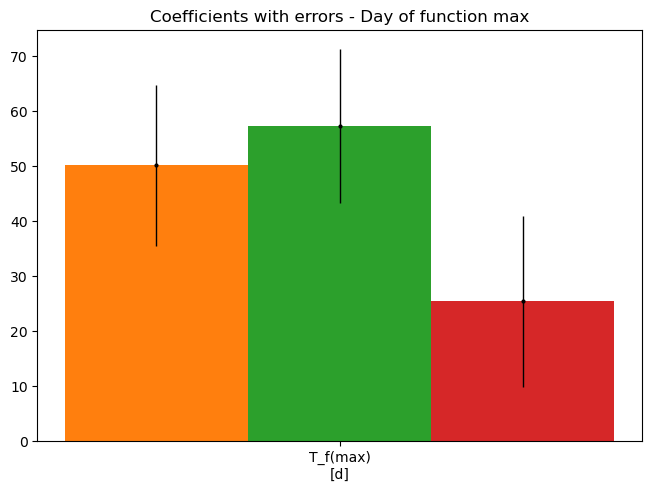 Coefficients with errors - Day of function max
70
60
50
40
30
20
10
0
T_f(max)
[d]